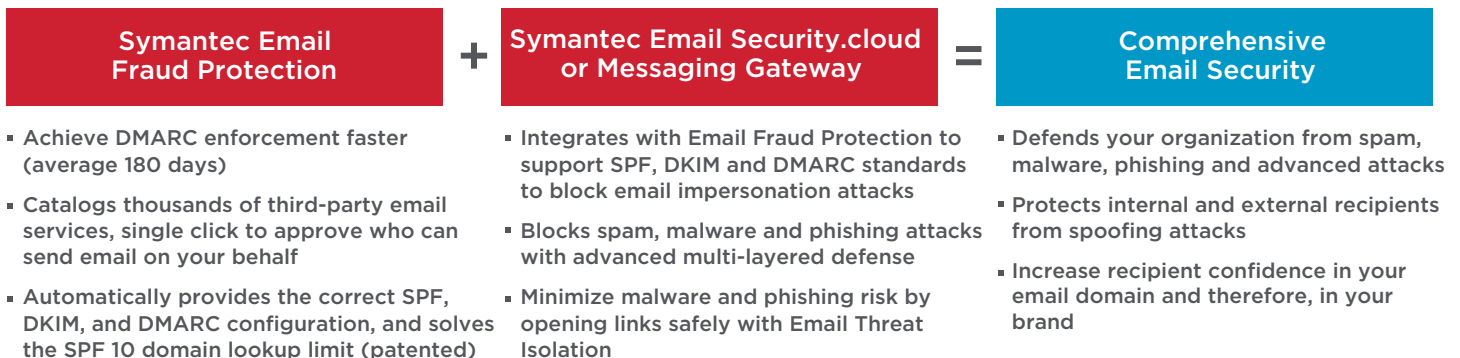 Symantec Email
Fraud Protection
+
Symantec Email Security.cloud
or Messaging Gateway
=
Comprehensive
Email Security
▪ Achieve DMARC enforcement faster
(average 180 days)
▪ Catalogs thousands of third-party email
services, single click to approve who can
send email on your behalf
▪ Automatically provides the correct SPF,
DKIM, and DMARC configuration, and solves
the SPF 10 domain lookup limit (patented)
▪ Integrates with Email Fraud Protection to
support SPF, DKIM and DMARC standards
to block email impersonation attacks
▪ Blocks spam, malware and phishing attacks
with advanced multi-layered defense
▪ Minimize malware and phishing risk by
opening links safely with Email Threat
Isolation
▪ Defends your organization from spam,
malware, phishing and advanced attacks
▪ Protects internal and external recipients
from spoofing attacks
▪ Increase recipient confidence in your
email domain and therefore, in your
brand